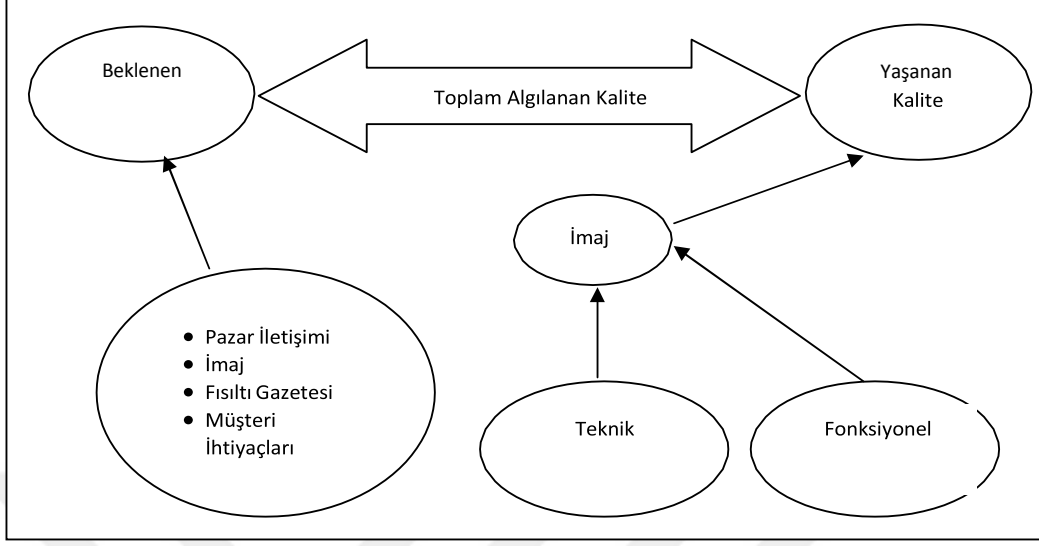 Beklenen
Toplam Algılanan Kalite
Yaşanan
Kalite
İmaj
• Pazar İletişimi
• İmaj
• Fısıltı Gazetesi
• Müşteri
İhtiyaçları
Teknik
Fonksiyonel